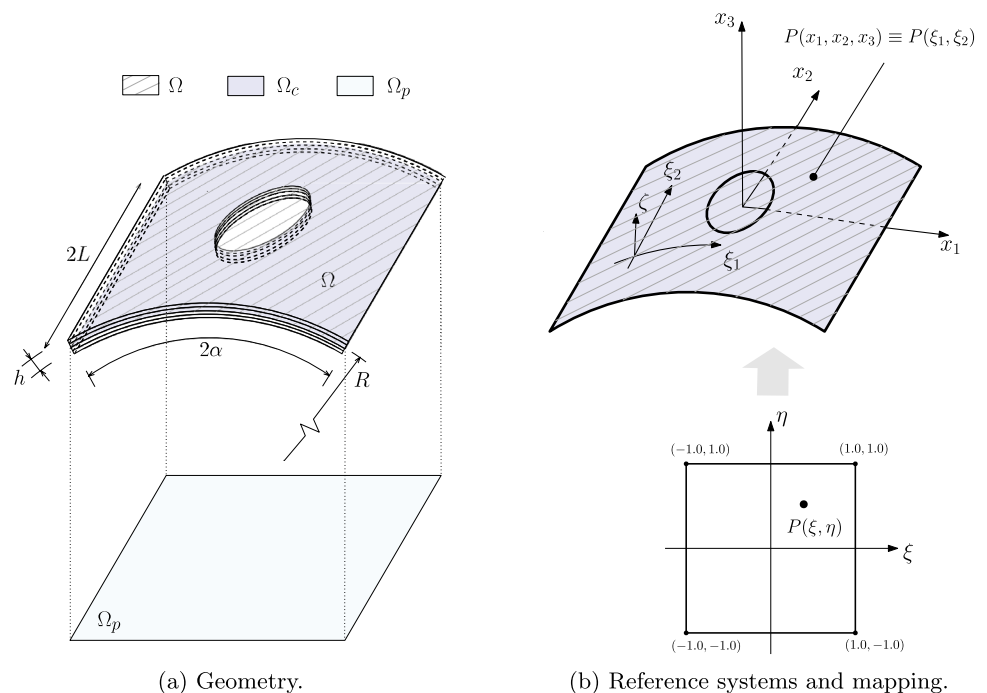 Ω Ω_c Ω_p
2L
Ω
2α
h
R
Ω_p
(a) Geometry.
x_3
P(x_1, x_2, x_3) ≡ P(ξ_1, ξ_2)
x_2
ξ_2
ζ
ξ_1
x_1
η
(−1.0, 1.0) (1.0, 1.0)
P(ξ, η)
ξ
(−1.0, −1.0) (1.0, −1.0)
(b) Reference systems and mapping.